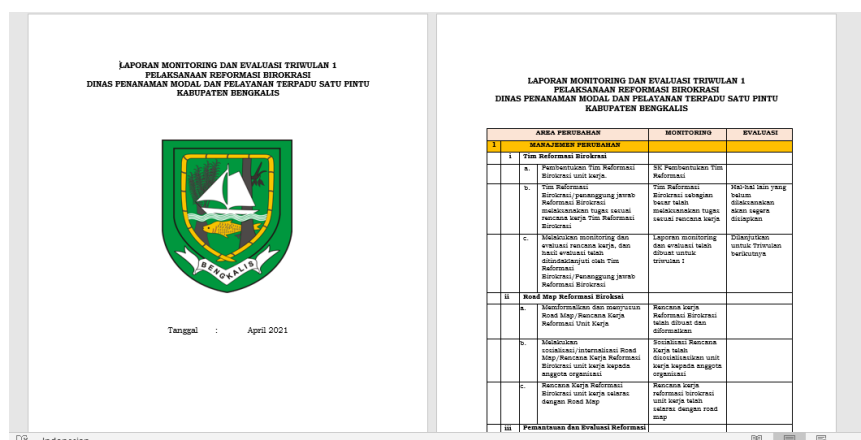 LAPORAN MONITORING DAN EVALUASI TRIWULAN 1
PELAKSANAAN REFORMASI BIROKRASI
DINAS PENANAMAN MODAL DAN PELAYANAN TERPADU SATU PINTU
KABUPATEN BENGKALIS
BENGKALIS
Tanggal : April 2021
LAPORAN MONITORING DAN EVALUASI TRIWULAN 1
PELAKSANAAN REFORMASI BIROKRASI
DINAS PENANAMAN MODAL DAN PELAYANAN TERPADU SATU PINTU
KABUPATEN BENGKALIS
AREA PERUBAHAN MONITORING EVALUASI
1 MANAJEMEN PERUBAHAN
i Tim Reformasi Birokrasi
a. Pembentukan Tim Reformasi
Birokrasi unit kerja.
SK Pembentukan Tim
Reformasi
b. Tim Reformasi
Birokrasi/penanggung jawab
Reformasi Birokrasi
melaksanakan tugas sesuai
rencana kerja Tim Reformasi
Birokrasi
Tim Reformasi
Birokrasi sebagian
besar telah
melaksanakan tugas
sesuai rencana kerja
Hal-hal lain yang
belum
dilaksanakan
akan segera
disiapkan
c. Melakukan monitoring dan
evaluasi rencana kerja, dan
hasil evaluasi telah
ditindaklanjuti oleh Tim
Reformasi
Birokrasi/Penanggung jawab
Reformasi Birokrasi
Laporan monitoring
dan evaluasi telah
dibuat untuk
triwulan I
Dilanjutkan
untuk Triwulan
berikutnya
ii Road Map Reformasi Biroksai
a. Memformalkan dan menyusun
Road Map/Rencana Kerja
Reformasi Unit Kerja
Rencana kerja
Reformasi Birokrasi
telah dibuat dan
diformalkan
b. Melakukan
sosialisasi/internalisasi Road
Map/Rencana Kerja Reformasi
Birokrasi unit kerja kepada
anggota organisasi
Sosialisasi Rencana
Kerja telah
disosialisasikan unit
kerja kepada anggota
organisasi
c. Rencana Kerja Reformasi
Birokrasi unit kerja selaras
dengan Road Map
Rencana kerja
reformasi birokrasi
unit kerja telah
selaras dengan road
map
iii Pemantauan dan Evaluasi Reformasi
Indonesian